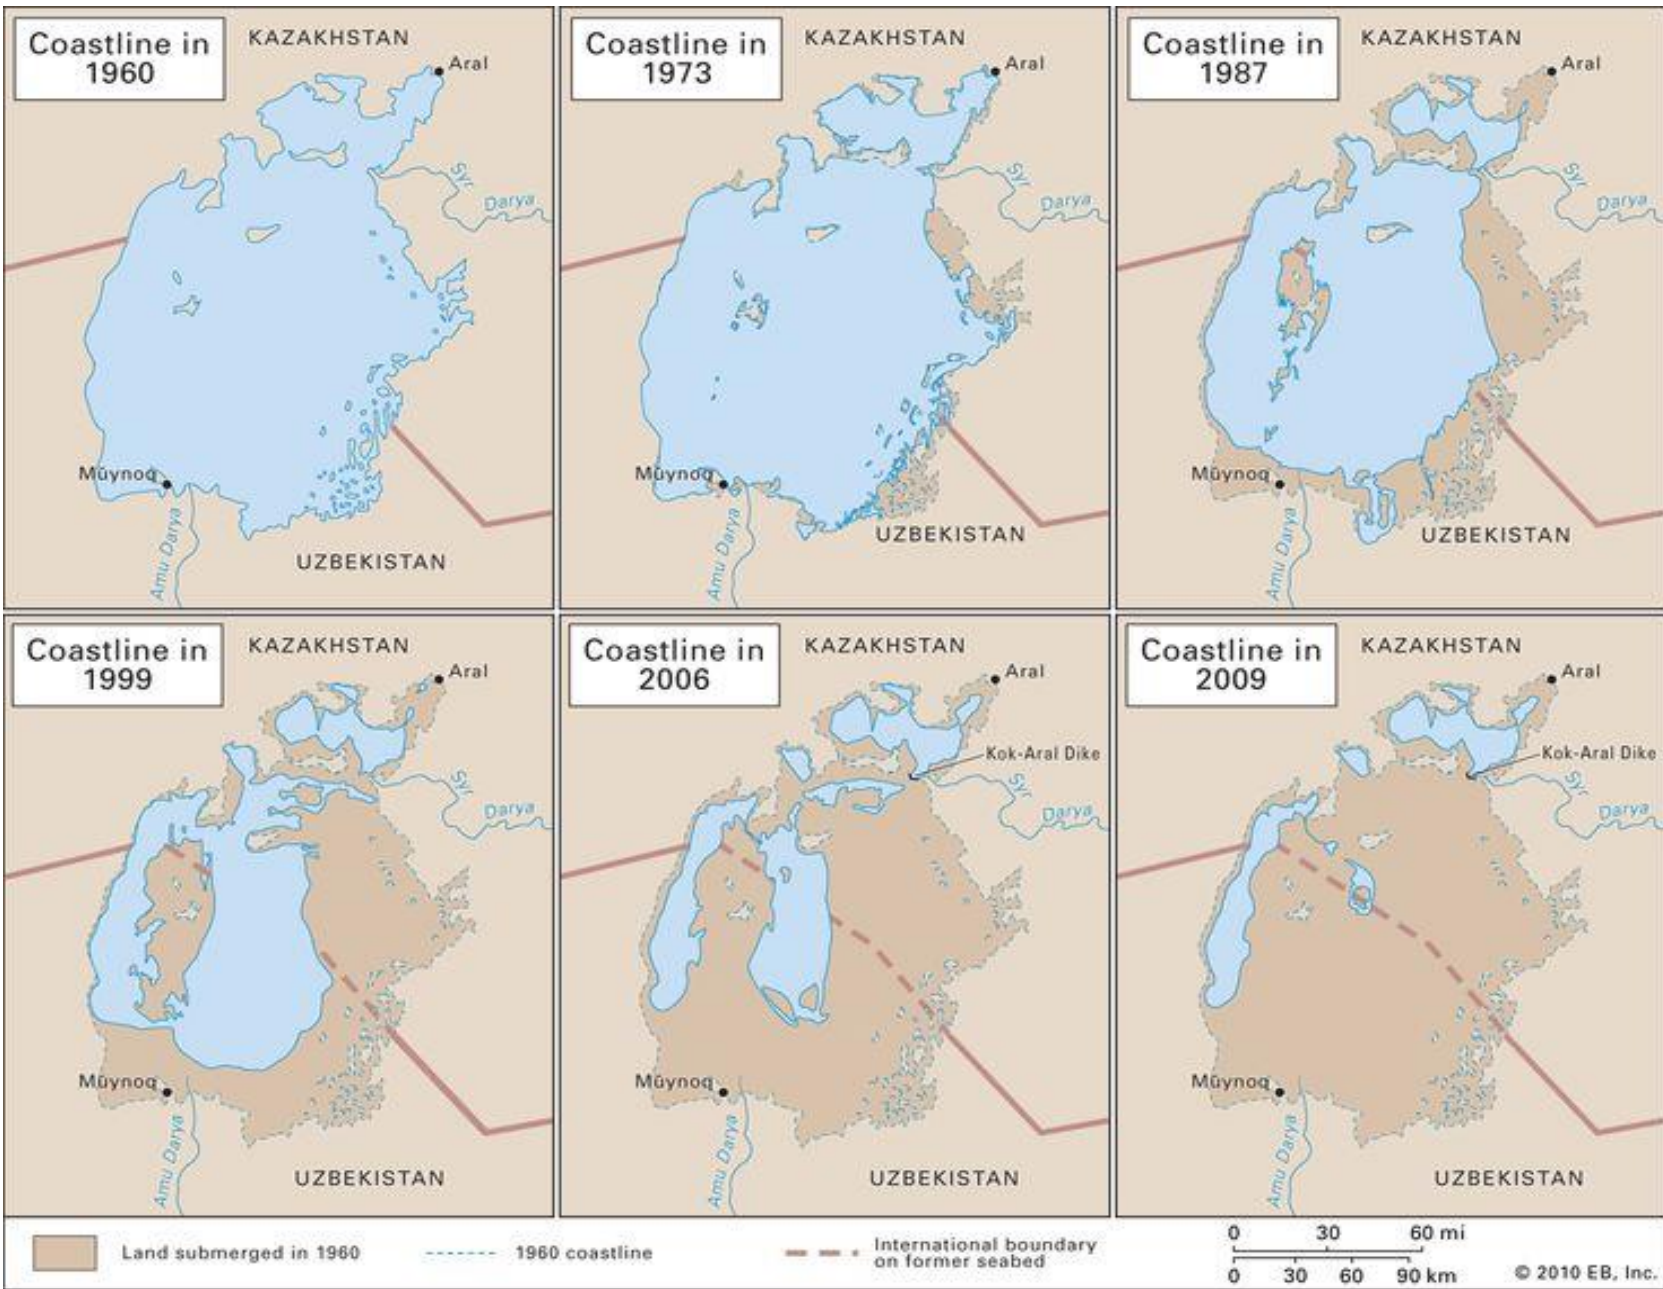 Coastline in
1960
KAZAKHSTAN
Aral
Syr
Darya
Mŭynoq
Amu Darya
UZBEKISTAN
Coastline in
1973
KAZAKHSTAN
Aral
Syr
Darya
Mŭynoq
Amu Darya
UZBEKISTAN
Coastline in
1987
KAZAKHSTAN
Aral
Syr
Darya
Mŭynoq
Amu Darya
UZBEKISTAN
Coastline in
1999
KAZAKHSTAN
Aral
Syr
Darya
Mŭynoq
Amu Darya
UZBEKISTAN
Coastline in
2006
KAZAKHSTAN
Aral
Kok-Aral Dike
Syr
Darya
Mŭynoq
Amu Darya
UZBEKISTAN
Coastline in
2009
KAZAKHSTAN
Aral
Kok-Aral Dike
Syr
Darya
Mŭynoq
Amu Darya
UZBEKISTAN
Land submerged in 1960
1960 coastline
International boundary
on former seabed
0 30 60 mi
0 30 60 90 km
© 2010 EB, Inc.